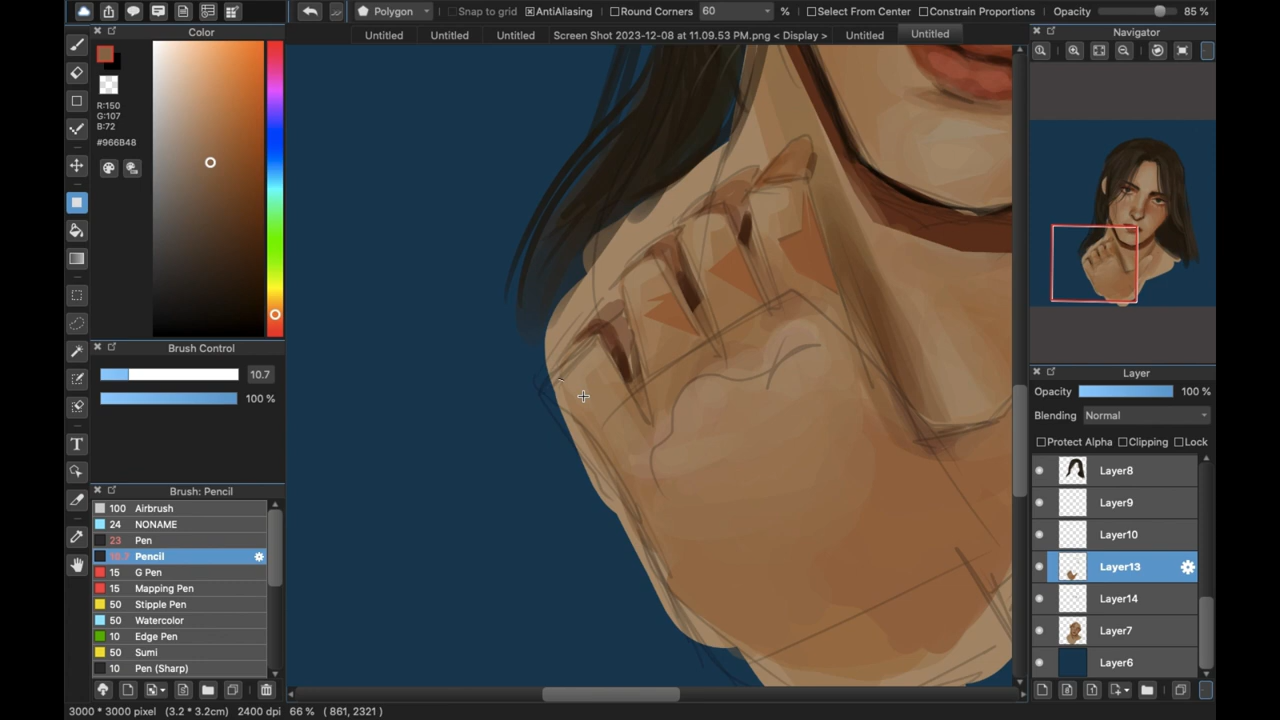 Polygon Snap to grid AntiAliasing Round Corners 60 % Select From Center Constrain Proportions Opacity 85 %
Untitled Untitled Untitled Screen Shot 2023-12-08 at 11.09.53 PM.png < Display > Untitled Untitled
Color
R:150
G:107
B:72
#966B48
Brush Control
10.7
100 %
Brush: Pencil
100 Airbrush
24 NONAME
23 Pen
10.7 Pencil
15 G Pen
15 Mapping Pen
50 Stipple Pen
50 Watercolor
10 Edge Pen
50 Sumi
10 Pen (Sharp)
Navigator
Layer
Opacity 100 %
Blending Normal
Protect Alpha Clipping Lock
Layer8
Layer9
Layer10
Layer13
Layer14
Layer7
Layer6
3000 * 3000 pixel (3.2 * 3.2cm) 2400 dpi 66 % ( 861, 2321 )